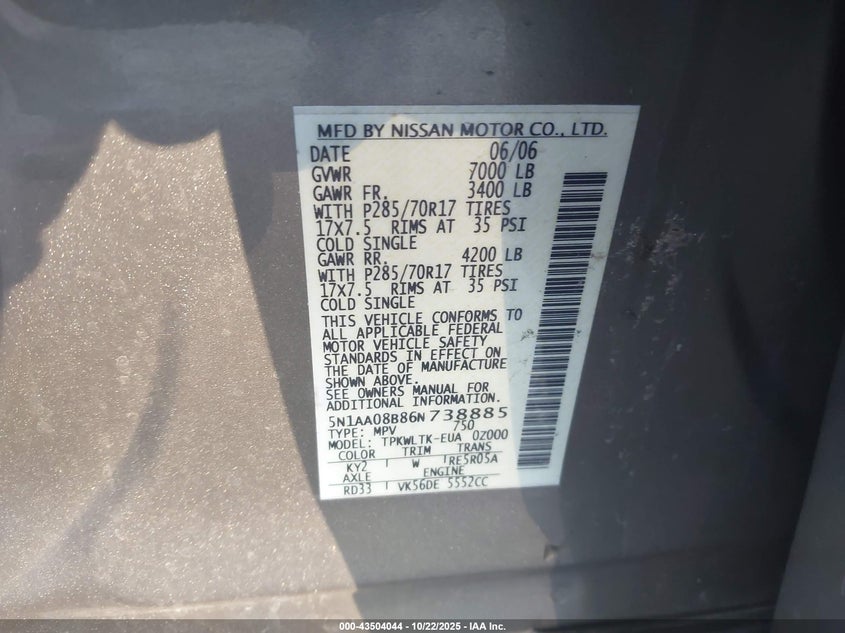 MFD BY NISSAN MOTOR CO., LTD.
DATE 06/06
GVWR 7000 LB
GAWR FR. 3400 LB
WITH P285/70R17 TIRES
17X7.5 RIMS AT 35 PSI
COLD SINGLE
GAWR RR. 4200 LB
WITH P285/70R17 TIRES
17X7.5 RIMS AT 35 PSI
COLD SINGLE
THIS VEHICLE CONFORMS TO
ALL APPLICABLE FEDERAL
MOTOR VEHICLE SAFETY
STANDARDS IN EFFECT ON
THE DATE OF MANUFACTURE
SHOWN ABOVE.
SEE OWNERS MANUAL FOR
ADDITIONAL INFORMATION.
5N1AA08B86N738885
TYPE: MPV 750
MODEL: TPKWLTK-EUA 0Z000
COLOR TRIM TRANS
KY2 W RE5R05A
AXLE ENGINE
RD33 VK56DE 5552CC
000-43504044 - 10/22/2025 - IAA Inc.